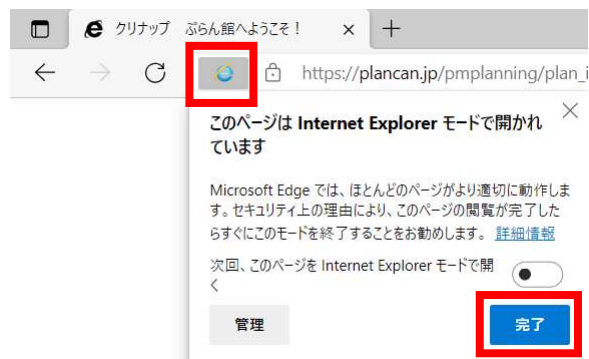 クリナップ ぷらん館へようこそ！
https://plancan.jp/pmplanning/plan_i
このページは Internet Explorer モードで開かれ
ています
Microsoft Edge では、ほとんどのページがより適切に動作しま
す。セキュリティ上の理由により、このページの閲覧が完了した
らすぐにこのモードを終了することをお勧めします。 詳細情報
次回、このページを Internet Explorer モードで開
く
管理 完了